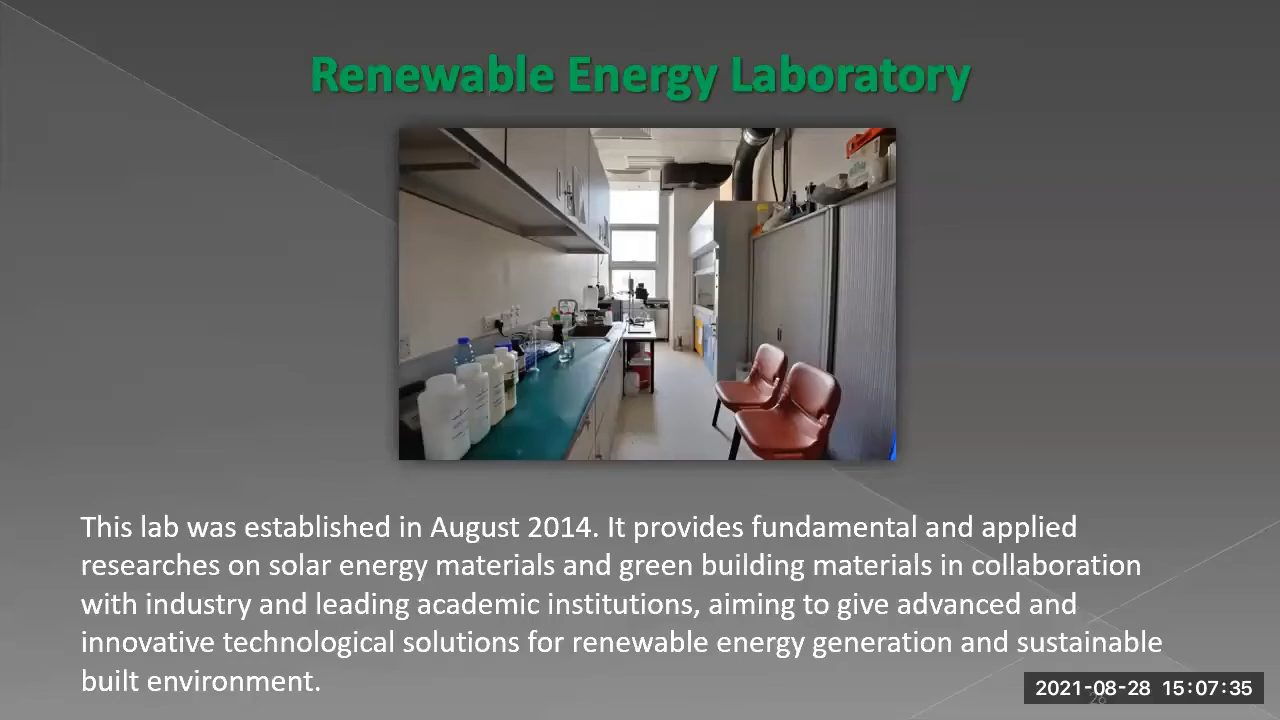 Renewable Energy Laboratory
This lab was established in August 2014. It provides fundamental and applied
researches on solar energy materials and green building materials in collaboration
with industry and leading academic institutions, aiming to give advanced and
innovative technological solutions for renewable energy generation and sustainable
built environment.
2021-08-28 15:07:35